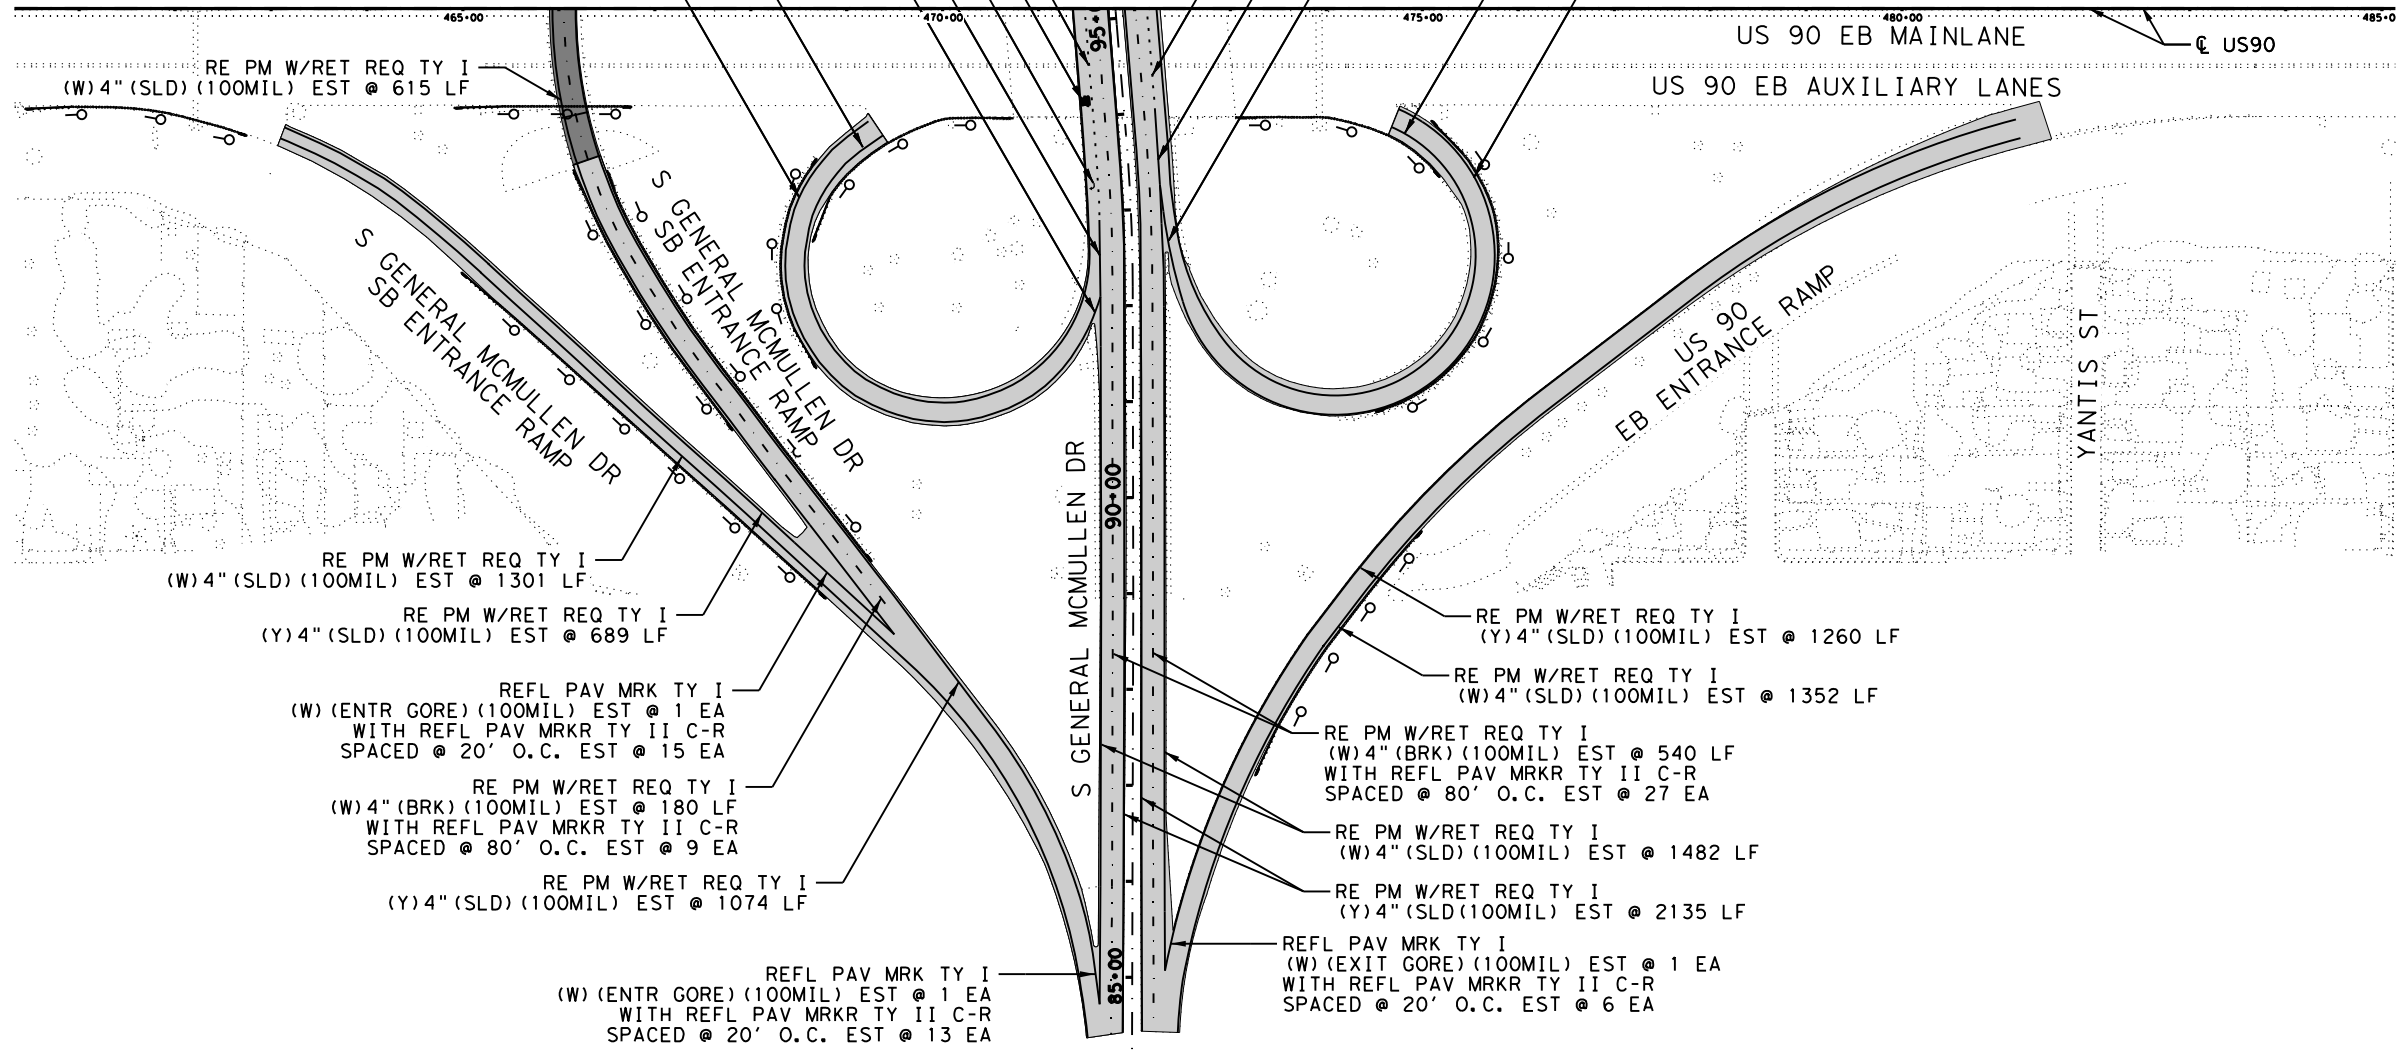 465+00
470+00
475+00
480+00
485+0
US 90 EB MAINLANE
℄ US90
US 90 EB AUXILIARY LANES
RE PM W/RET REQ TY I
(W)4"(SLD)(100MIL) EST @ 615 LF
95+0
S GENERAL MCMULLEN DR
SB ENTRANCE RAMP
S GENERAL MCMULLEN DR
SB ENTRANCE RAMP
US 90
EB ENTRANCE RAMP
YANTIS ST
S GENERAL MCMULLEN DR
90+00
85+00
RE PM W/RET REQ TY I
(W)4"(SLD)(100MIL) EST @ 1301 LF
RE PM W/RET REQ TY I
(Y)4"(SLD)(100MIL) EST @ 689 LF
REFL PAV MRK TY I
(W)(ENTR GORE)(100MIL) EST @ 1 EA
WITH REFL PAV MRKR TY II C-R
SPACED @ 20' O.C. EST @ 15 EA
RE PM W/RET REQ TY I
(W)4"(BRK)(100MIL) EST @ 180 LF
WITH REFL PAV MRKR TY II C-R
SPACED @ 80' O.C. EST @ 9 EA
RE PM W/RET REQ TY I
(Y)4"(SLD)(100MIL) EST @ 1074 LF
REFL PAV MRK TY I
(W)(ENTR GORE)(100MIL) EST @ 1 EA
WITH REFL PAV MRKR TY II C-R
SPACED @ 20' O.C. EST @ 13 EA
RE PM W/RET REQ TY I
(Y)4"(SLD)(100MIL) EST @ 1260 LF
RE PM W/RET REQ TY I
(W)4"(SLD)(100MIL) EST @ 1352 LF
RE PM W/RET REQ TY I
(W)4"(BRK)(100MIL) EST @ 540 LF
WITH REFL PAV MRKR TY II C-R
SPACED @ 80' O.C. EST @ 27 EA
RE PM W/RET REQ TY I
(W)4"(SLD)(100MIL) EST @ 1482 LF
RE PM W/RET REQ TY I
(Y)4"(SLD(100MIL) EST @ 2135 LF
REFL PAV MRK TY I
(W)(EXIT GORE)(100MIL) EST @ 1 EA
WITH REFL PAV MRKR TY II C-R
SPACED @ 20' O.C. EST @ 6 EA